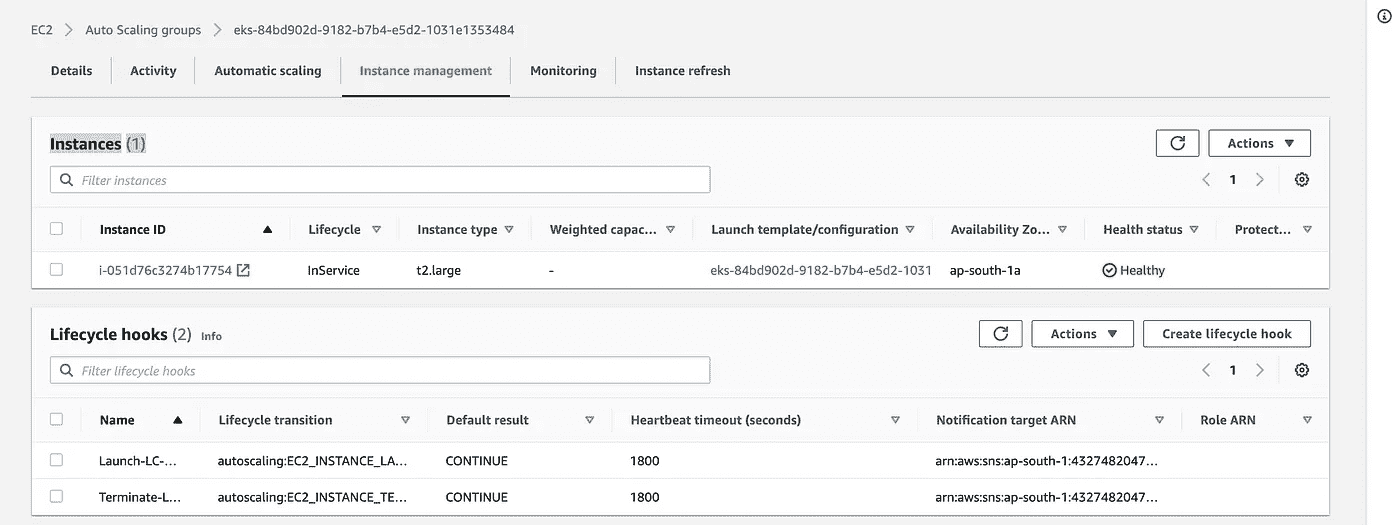 EC2 > Auto Scaling groups > eks-84bd902d-9182-b7b4-e5d2-1031e1353484
Details Activity Automatic scaling Instance management Monitoring Instance refresh
Instances (1)
Actions
Filter instances
1
Instance ID Lifecycle Instance type Weighted capac... Launch template/configuration Availability Zo... Health status Protect...
i-051d76c3274b17754 InService t2.large - eks-84bd902d-9182-b7b4-e5d2-1031 ap-south-1a Healthy
Lifecycle hooks (2) Info
Actions Create lifecycle hook
Filter lifecycle hooks
1
Name Lifecycle transition Default result Heartbeat timeout (seconds) Notification target ARN Role ARN
Launch-LC-... autoscaling:EC2_INSTANCE_LA... CONTINUE 1800 arn:aws:sns:ap-south-1:4327482047...
Terminate-L... autoscaling:EC2_INSTANCE_TE... CONTINUE 1800 arn:aws:sns:ap-south-1:4327482047...